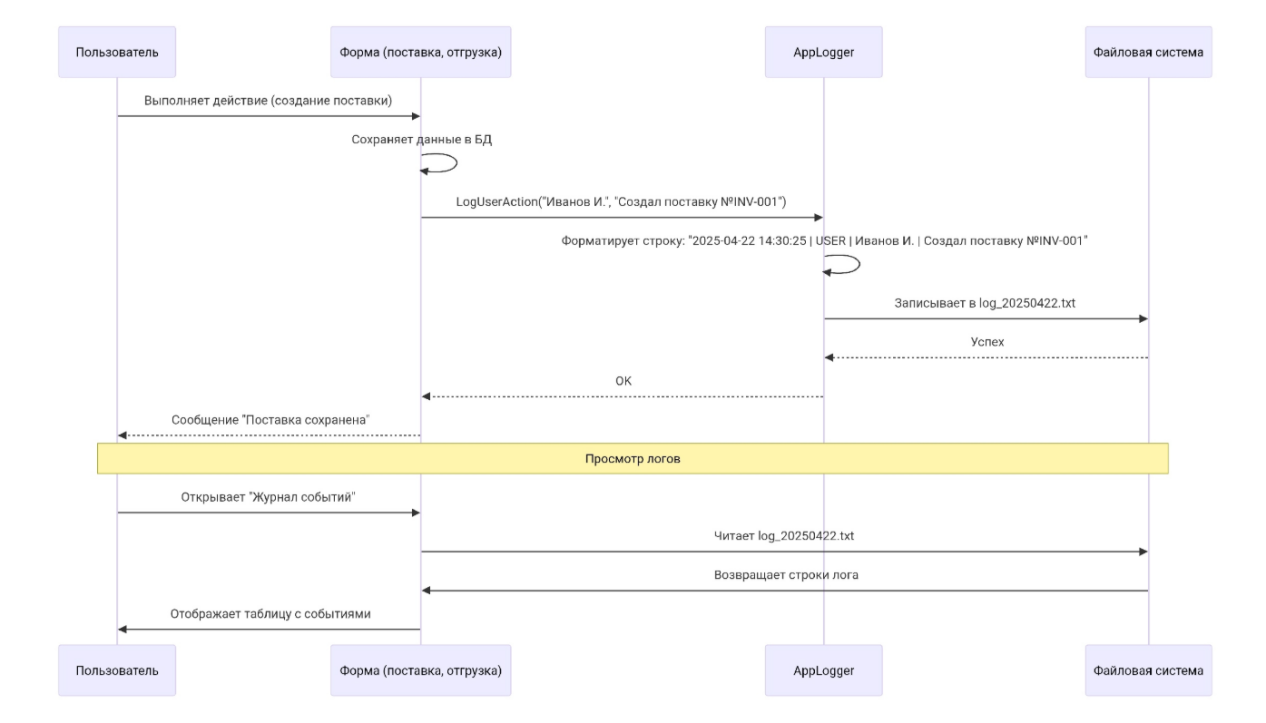 Пользователь
Форма (поставка, отгрузка)
AppLogger
Файловая система
Выполняет действие (создание поставки)
Сохраняет данные в БД
LogUserAction("Иванов И.", "Создал поставку №INV-001")
Форматирует строку: "2025-04-22 14:30:25 | USER | Иванов И. | Создал поставку №INV-001"
Записывает в log_20250422.txt
Успех
OK
Сообщение "Поставка сохранена"
Просмотр логов
Открывает "Журнал событий"
Читает log_20250422.txt
Возвращает строки лога
Отображает таблицу с событиями
Пользователь
Форма (поставка, отгрузка)
AppLogger
Файловая система